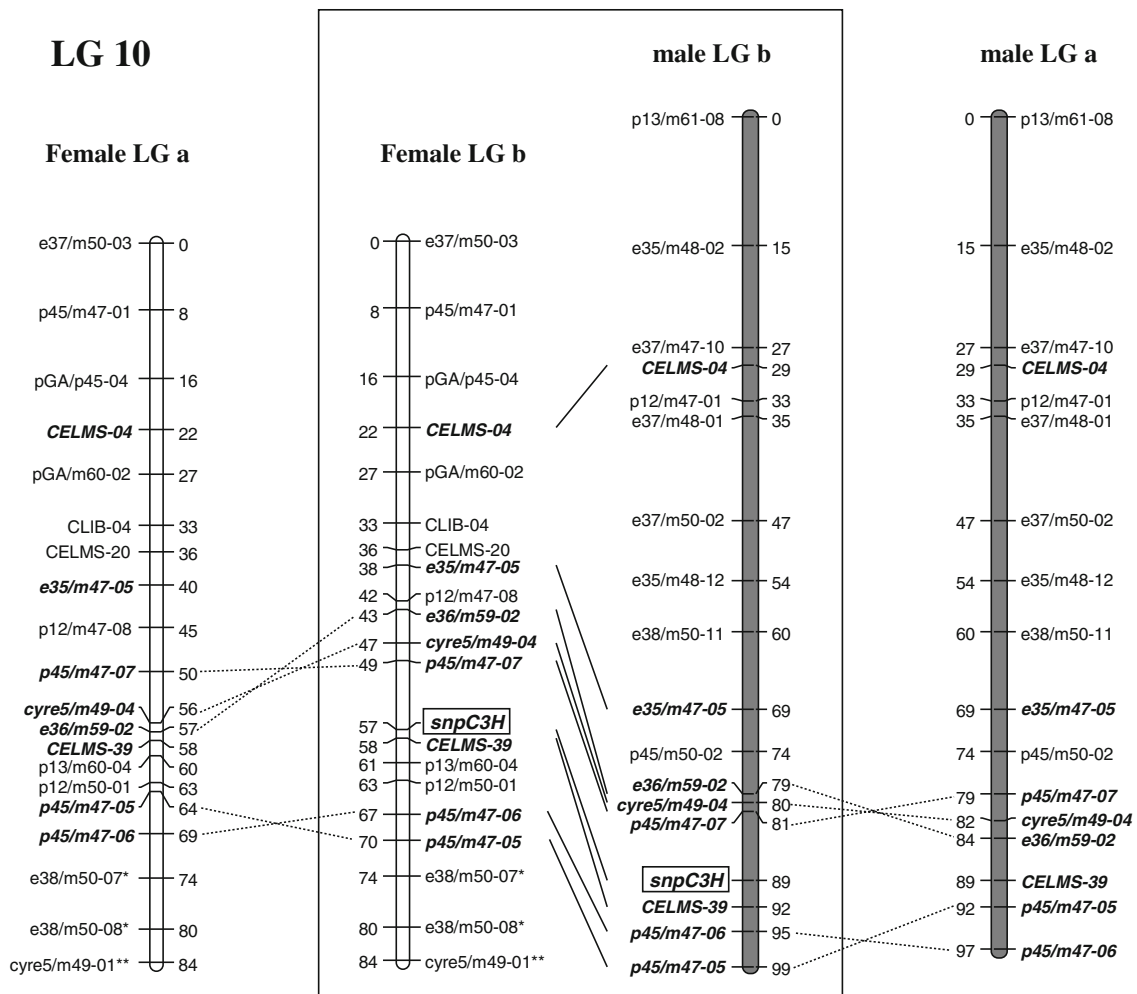 LG 10
Female LG a
e37/m50-03 0
p45/m47-01 8
pGA/p45-04 16
CELMS-04 22
pGA/m60-02 27
CLIB-04 33
CELMS-20 36
e35/m47-05 40
p12/m47-08 45
p45/m47-07 50
cyre5/m49-04 56
e36/m59-02 57
CELMS-39 58
p13/m60-04 60
p12/m50-01 63
p45/m47-05 64
p45/m47-06 69
e38/m50-07* 74
e38/m50-08* 80
cyre5/m49-01** 84
Female LG b
0 e37/m50-03
8 p45/m47-01
16 pGA/p45-04
22 CELMS-04
27 pGA/m60-02
33 CLIB-04
36 CELMS-20
38 e35/m47-05
42 p12/m47-08
43 e36/m59-02
47 cyre5/m49-04
49 p45/m47-07
57 snpC3H
58 CELMS-39
61 p13/m60-04
63 p12/m50-01
67 p45/m47-06
70 p45/m47-05
74 e38/m50-07*
80 e38/m50-08*
84 cyre5/m49-01**
male LG b
p13/m61-08 0
e35/m48-02 15
e37/m47-10 27
CELMS-04 29
p12/m47-01 33
e37/m48-01 35
e37/m50-02 47
e35/m48-12 54
e38/m50-11 60
e35/m47-05 69
p45/m50-02 74
e36/m59-02 79
cyre5/m49-04 80
p45/m47-07 81
snpC3H 89
CELMS-39 92
p45/m47-06 95
p45/m47-05 99
male LG a
0 p13/m61-08
15 e35/m48-02
27 e37/m47-10
29 CELMS-04
33 p12/m47-01
35 e37/m48-01
47 e37/m50-02
54 e35/m48-12
60 e38/m50-11
69 e35/m47-05
74 p45/m50-02
79 p45/m47-07
82 cyre5/m49-04
84 e36/m59-02
89 CELMS-39
92 p45/m47-05
97 p45/m47-06